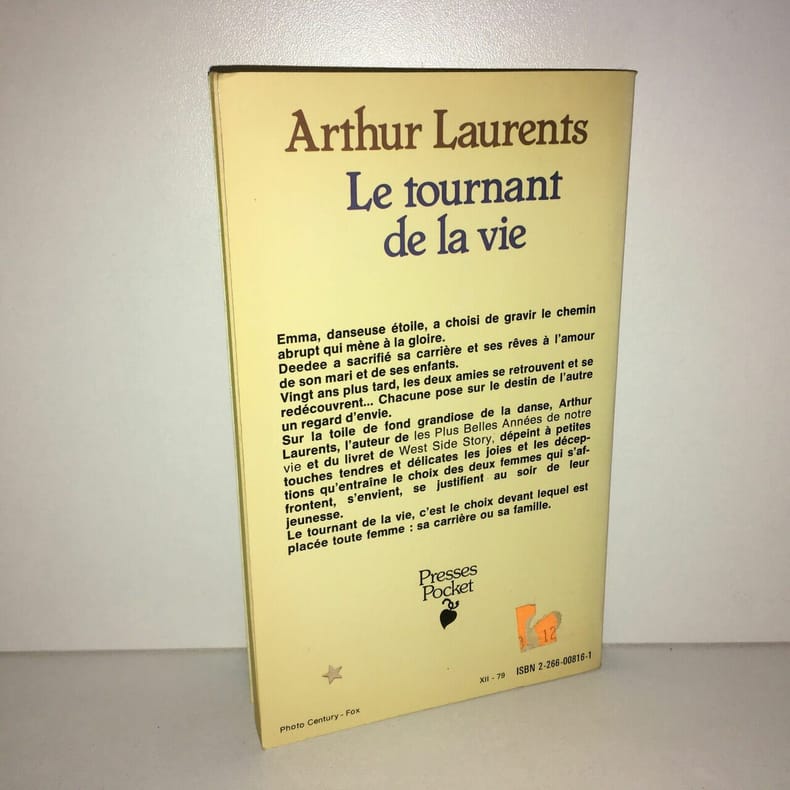 Arthur Laurents
Le tournant
de la vie
Emma, danseuse étoile, a choisi de gravir le chemin
abrupt qui mène à la gloire.
Deedee a sacrifié sa carrière et ses rêves à l'amour
de son mari et de ses enfants.
Vingt ans plus tard, les deux amies se retrouvent et se
redécouvrent... Chacune pose sur le destin de l'autre
un regard d'envie.
Sur la toile de fond grandiose de la danse, Arthur
Laurents, l'auteur de les Plus Belles Années de notre
vie et du livret de West Side Story, dépeint à petites
touches tendres et délicates les joies et les décep-
tions qu'entraîne le choix des deux femmes qui s'af-
frontent, s'envient, se justifient au soir de leur
jeunesse.
Le tournant de la vie, c'est le choix devant lequel est
placée toute femme : sa carrière ou sa famille.
Presses
Pocket
12
XII - 79 ISBN 2-266-00816-1
Photo Century - Fox